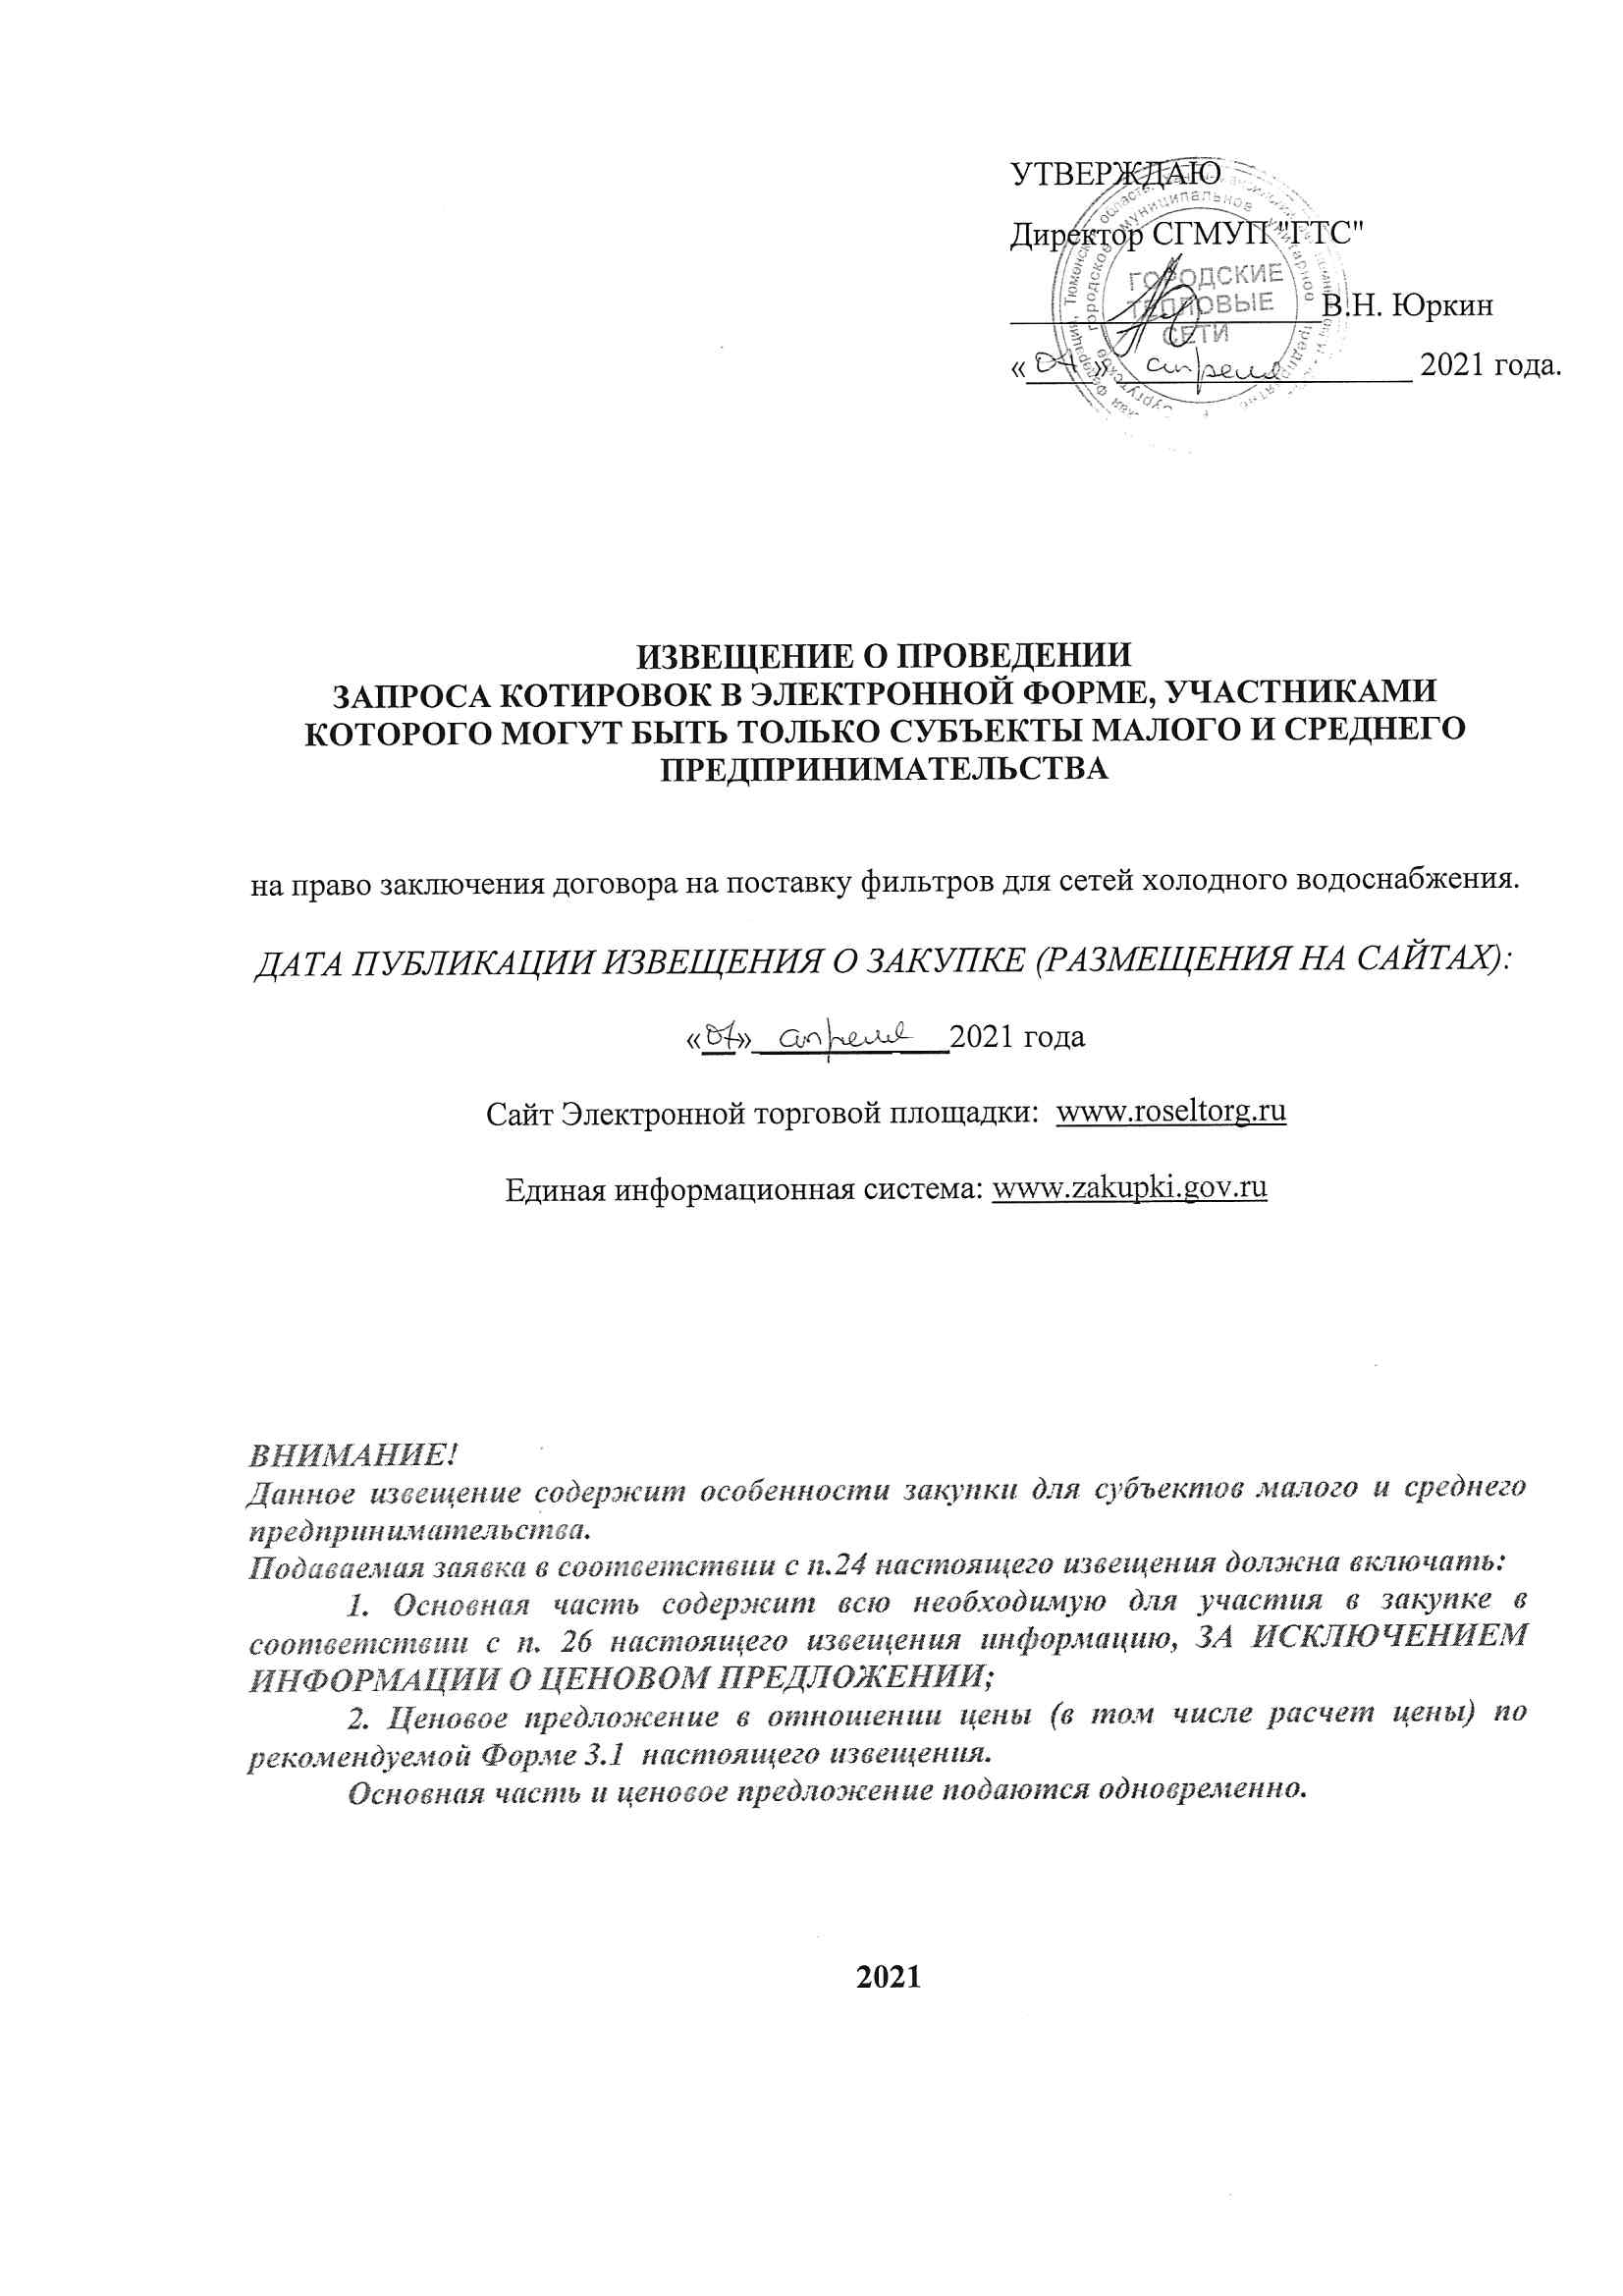 УТВЕРЖДАЮ
Директор СГМУП "ГТС"
ГОРОДСКИЕ
ТЕПЛОВЫЕ
СЕТИ
В.Н. Юркин
«07» апреля 2021 года.
ИЗВЕЩЕНИЕ О ПРОВЕДЕНИИ
ЗАПРОСА КОТИРОВОК В ЭЛЕКТРОННОЙ ФОРМЕ, УЧАСТНИКАМИ
КОТОРОГО МОГУТ БЫТЬ ТОЛЬКО СУБЪЕКТЫ МАЛОГО И СРЕДНЕГО
ПРЕДПРИНИМАТЕЛЬСТВА
на право заключения договора на поставку фильтров для сетей холодного водоснабжения.
ДАТА ПУБЛИКАЦИИ ИЗВЕЩЕНИЯ О ЗАКУПКЕ (РАЗМЕЩЕНИЯ НА САЙТАХ):
«07» апреля 2021 года
Сайт Электронной торговой площадки: www.roseltorg.ru
Единая информационная система: www.zakupki.gov.ru
ВНИМАНИЕ!
Данное извещение содержит особенности закупки для субъектов малого и среднего
предпринимательства.
Подаваемая заявка в соответствии с п.24 настоящего извещения должна включать:
1. Основная часть содержит всю необходимую для участия в закупке в
соответствии с п. 26 настоящего извещения информацию, ЗА ИСКЛЮЧЕНИЕМ
ИНФОРМАЦИИ О ЦЕНОВОМ ПРЕДЛОЖЕНИИ;
2. Ценовое предложение в отношении цены (в том числе расчет цены) по
рекомендуемой Форме 3.1 настоящего извещения.
Основная часть и ценовое предложение подаются одновременно.
2021